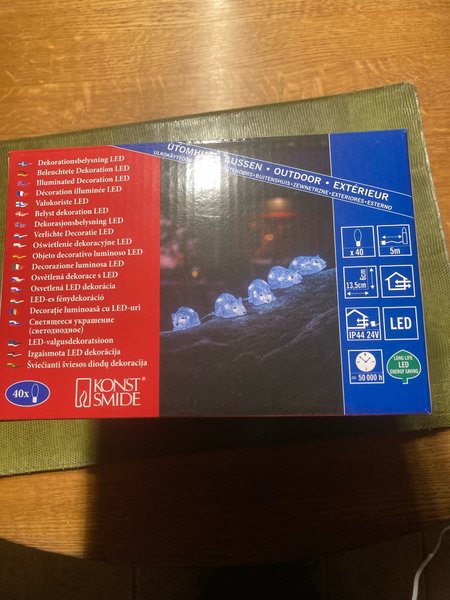 Dekorationsbelysning LED
Beleuchtete Dekoration LED
Illuminated Decoration LED
Décoration illuminée LED
Valokoriste LED
Belyst dekoration LED
Dekorasjonsbelysning LED
Verlichte Decoratie LED
Oświetlenie dekoracyjne LED
Objeto decorativo luminoso LED
Decorazione luminosa LED
Osvětlená dekorace s LED
Osvetlená LED dekorácia
LED-es fénydekoráció
Decoraţie luminoasă cu LED-uri
Светящееся украшение
(светодиодное)
LED-valgusdekoratsioon
Izgaismota LED dekorācija
Šviečianti šviesos diodų dekoracija
40x
KONST
SMIDE®
AUSSEN • OUTDOOR • EXTÉRIEUR
BUITENSHUIS•ZEWNETRZNE•EXTERIORES•ESTERNO
x 40
5m
13,5cm
IP44 24V
LED
50 000 h
LONG LIFE
LED
ENERGY SAVING